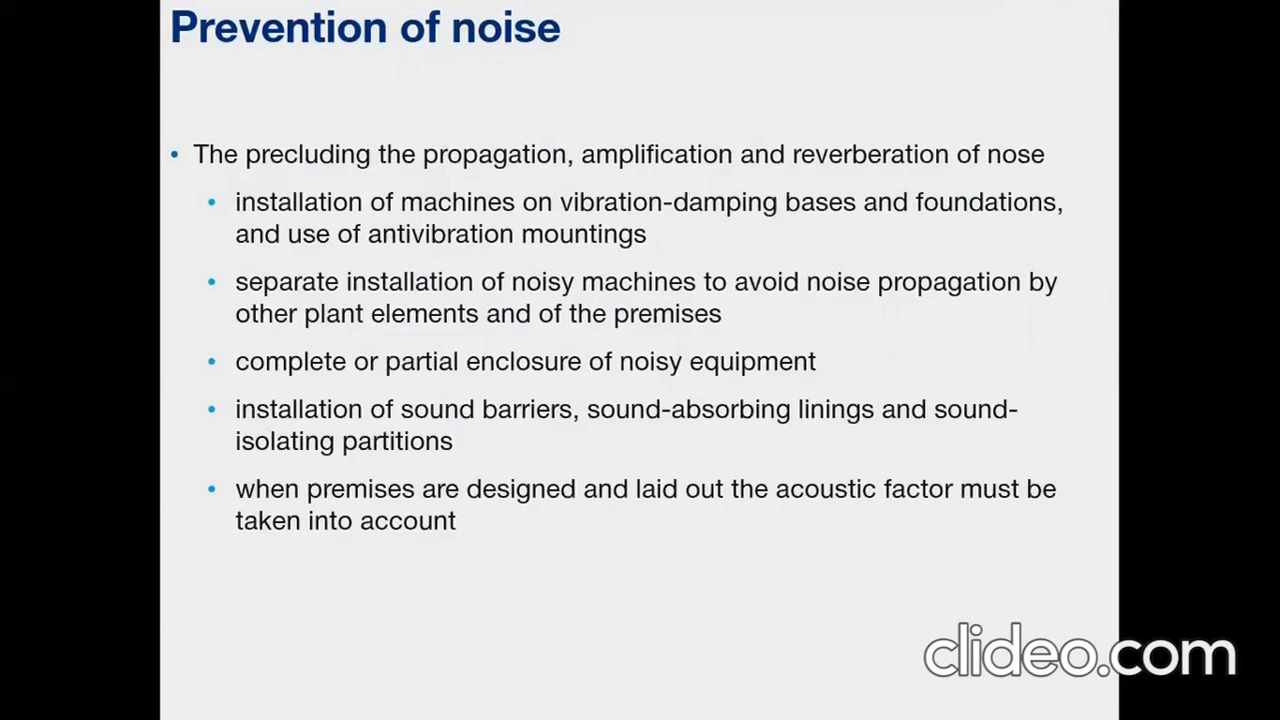 Prevention of noise
• The precluding the propagation, amplification and reverberation of nose
• installation of machines on vibration-damping bases and foundations,
and use of antivibration mountings
• separate installation of noisy machines to avoid noise propagation by
other plant elements and of the premises
• complete or partial enclosure of noisy equipment
• installation of sound barriers, sound-absorbing linings and sound-
isolating partitions
• when premises are designed and laid out the acoustic factor must be
taken into account
clideo.com